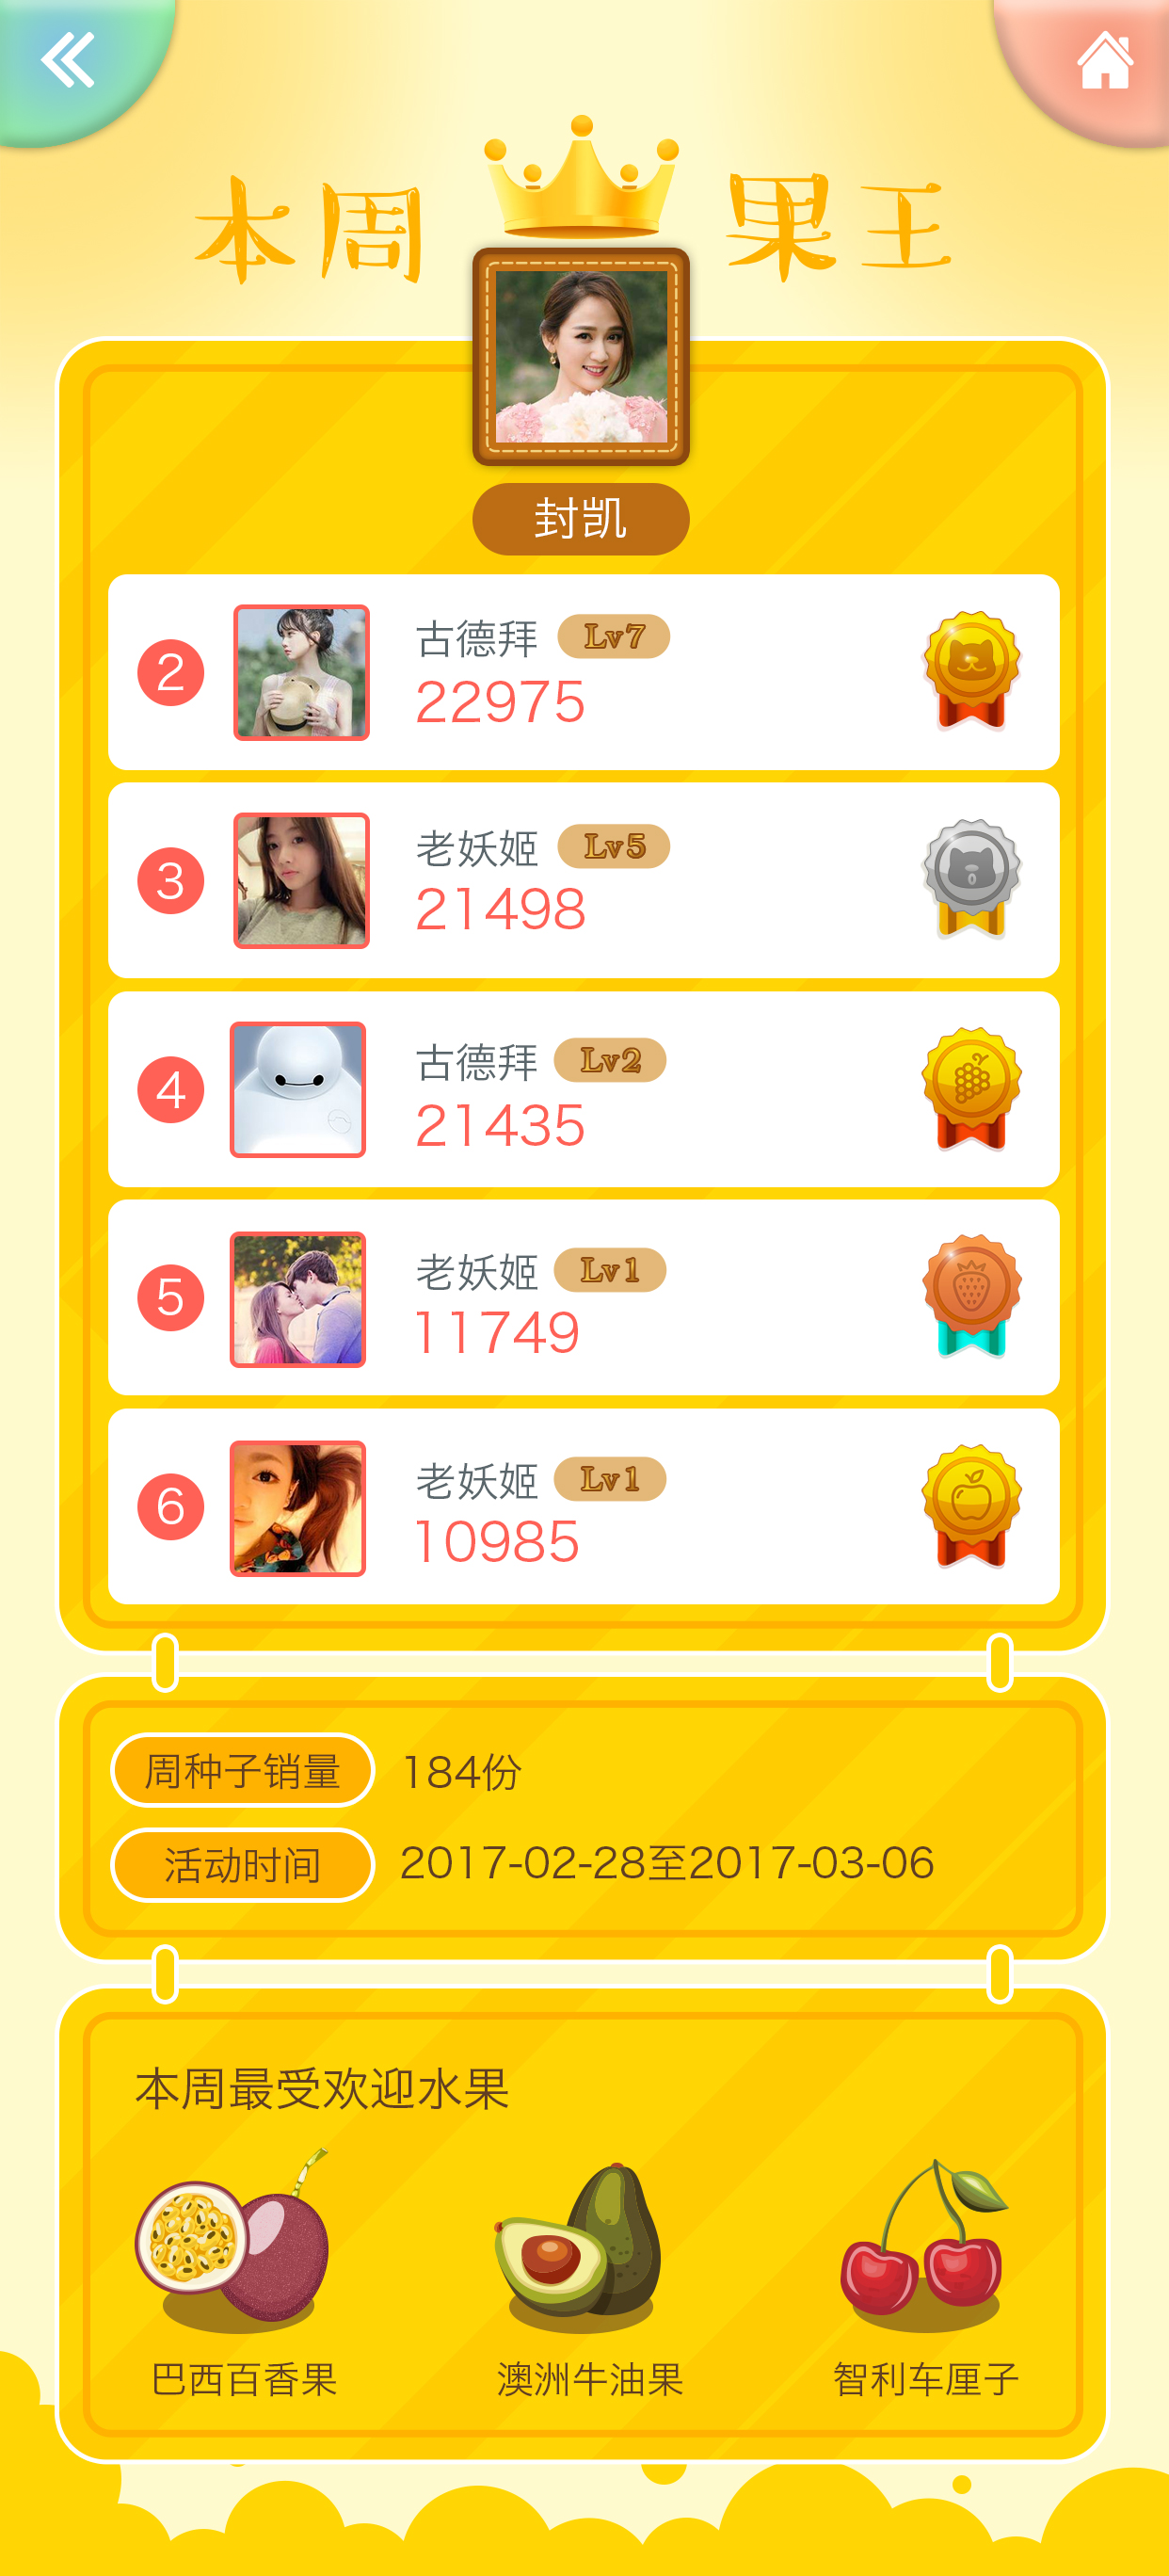 本周 果王
封凯
2
古德拜 Lv7
22975
3
老妖姬 Lv5
21498
4
古德拜 Lv2
21435
5
老妖姬 Lv1
11749
6
老妖姬 Lv1
10985
周种子销量 184份
活动时间 2017-02-28至2017-03-06
本周最受欢迎水果
巴西百香果 澳洲牛油果 智利车厘子